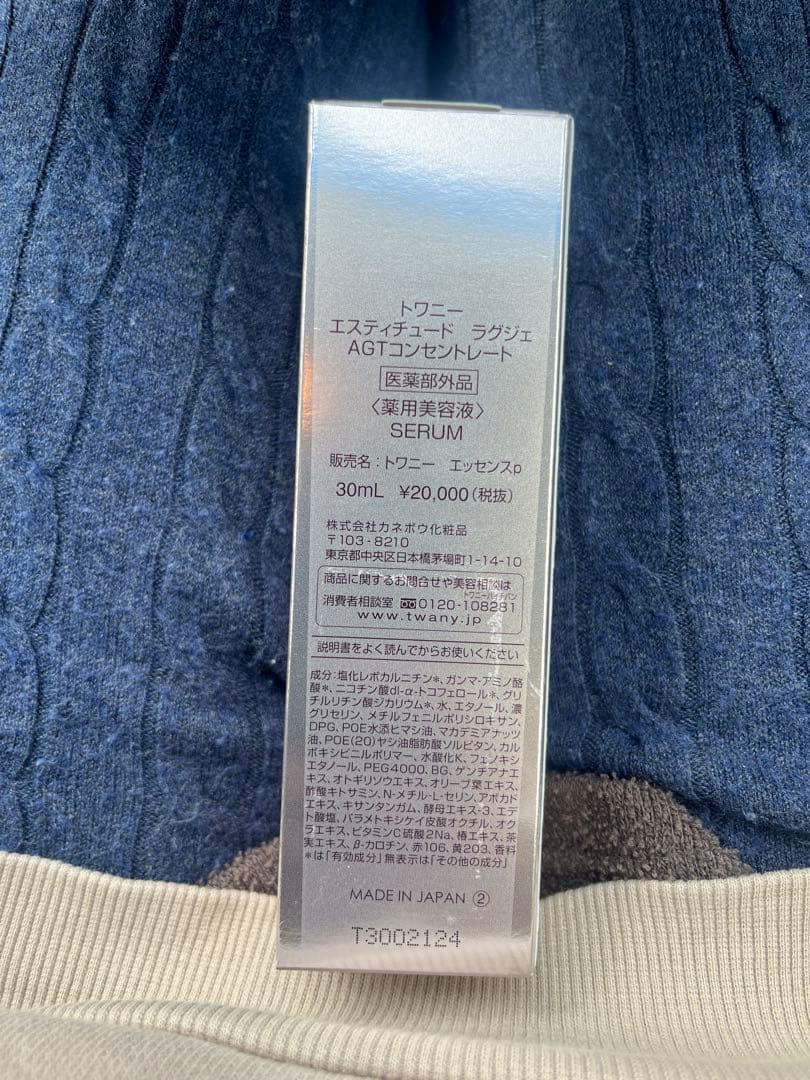 トワニー
エスティチュード ラグジェ
AGTコンセントレート
医薬部外品
〈薬用美容液〉
SERUM
販売名：トワニー エッセンスp
30mL ¥20,000（税抜）
株式会社カネボウ化粧品
〒103-8210
東京都中央区日本橋茅場町1-14-10
商品に関するお問合せや美容相談は
トワニーハイチバン
消費者相談室 0120-108281
www.twany.jp
説明書をよく読んでからお使いください
成分：塩化レボカルニチン＊、ガンマ-アミノ酪
酸＊、ニコチン酸dl-α-トコフェロール＊、グリ
チルリチン酸ジカリウム＊、水、エタノール、濃
グリセリン、メチルフェニルポリシロキサン、
DPG、POE水添ヒマシ油、マカデミアナッツ
油、POE(20)ヤシ油脂肪酸ソルビタン、カル
ボキシビニルポリマー、水酸化K、フェノキシ
エタノール、PEG4000、BG、ゲンチアナエ
キス、オトギリソウエキス、オリーブ葉エキス、
酢酸キトサミン、N-メチル-L-セリン、アボカド
エキス、キサンタンガム、酵母エキス-3、エデ
ト酸塩、パラメトキシケイ皮酸オクチル、オク
ラエキス、ビタミンC硫酸2Na、椿エキス、茶
実エキス、β-カロチン、赤106、黄203、香料
＊は「有効成分」無表示は「その他の成分」
MADE IN JAPAN ②
T3002124